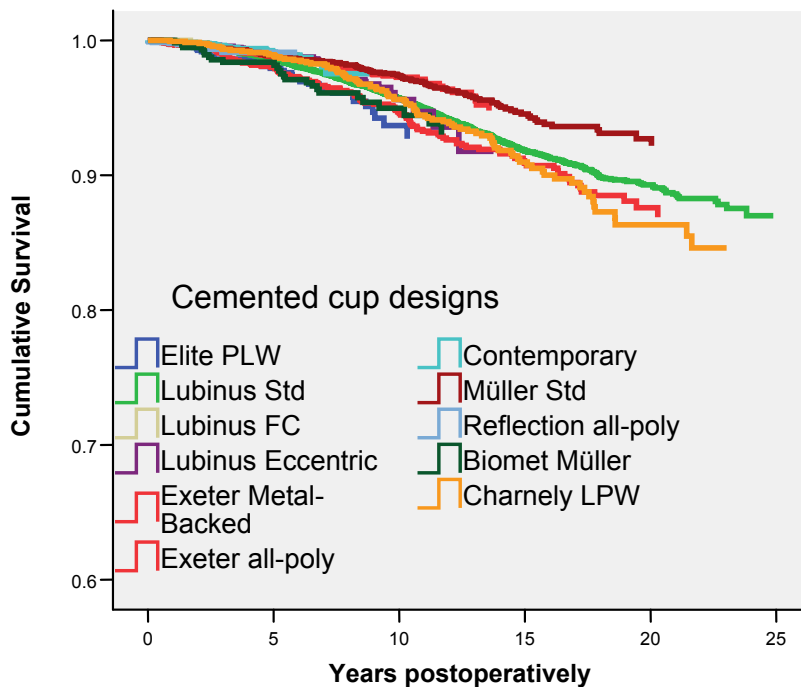 1.0
0.9
0.8
0.7
0.6
Cumulative Survival
Cemented cup designs
Elite PLW
Lubinus Std
Lubinus FC
Lubinus Eccentric
Exeter Metal-
Backed
Exeter all-poly
Contemporary
Müller Std
Reflection all-poly
Biomet Müller
Charnely LPW
0 5 10 15 20 25
Years postoperatively